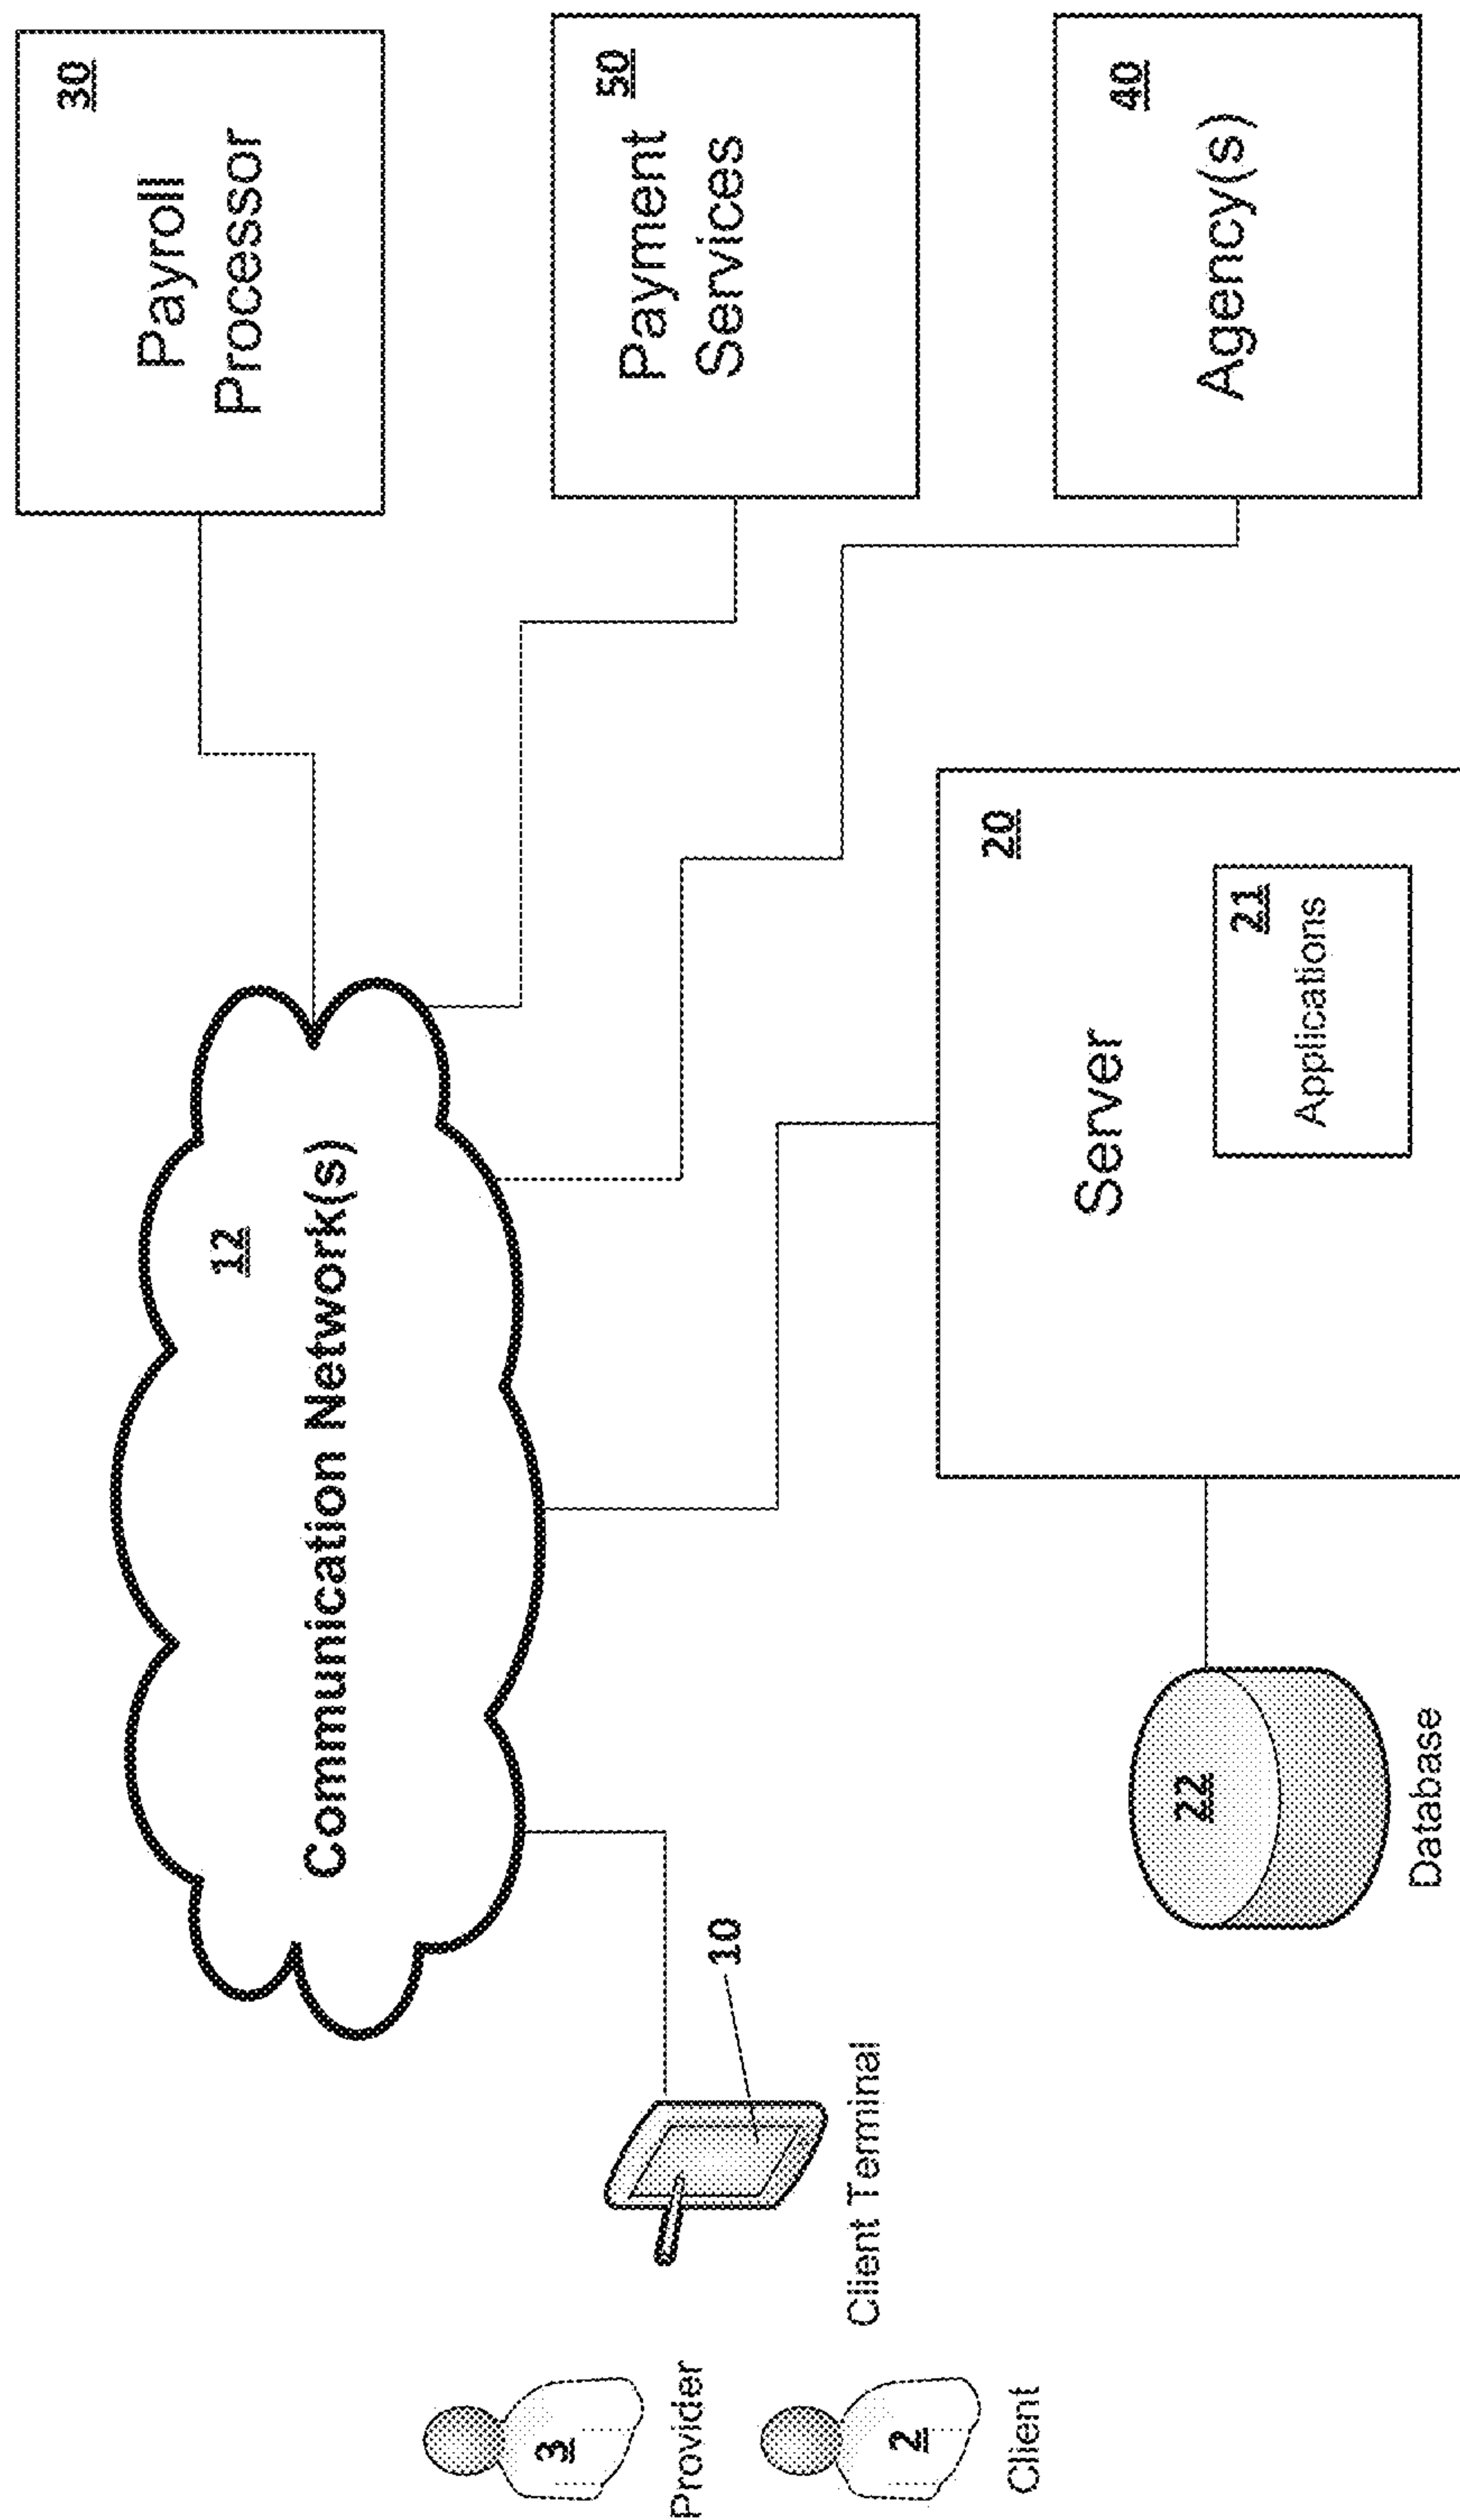 3
Provider
2
Client
10
Client Terminal
12
Communication Network(s)
22
Database
20
Server
21
Applications
30
Payroll
Processor
50
Payment
Services
40
Agency(s)